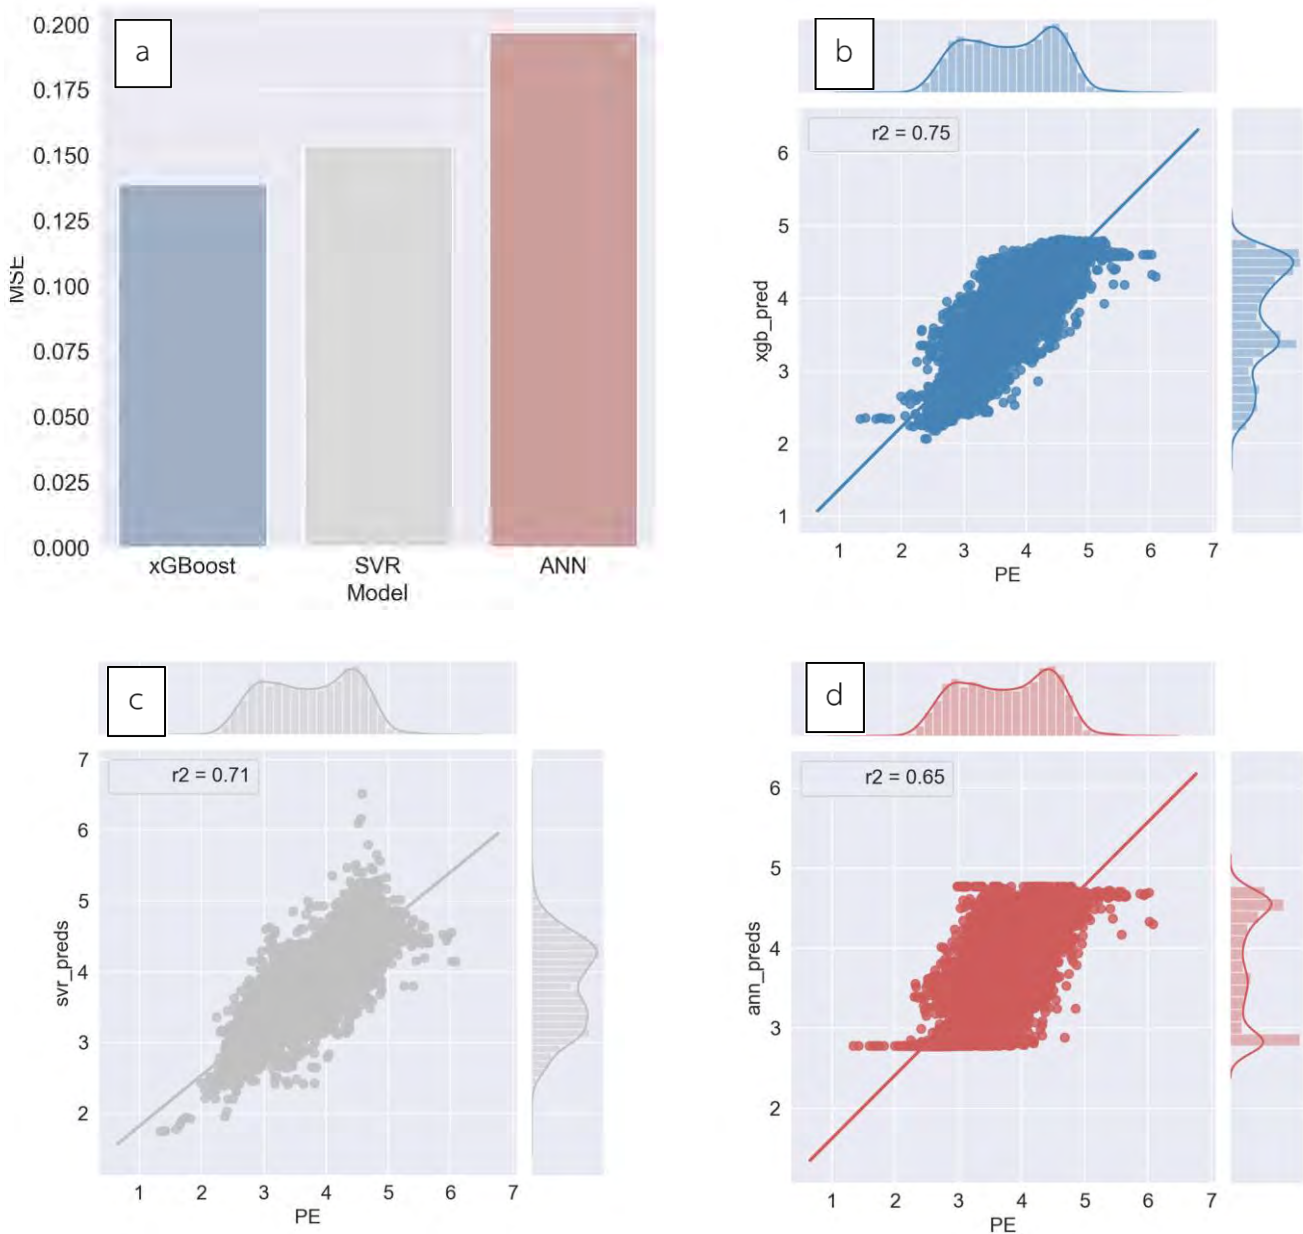 a
0.200
0.175
0.150
0.125
0.100
0.075
0.050
0.025
0.000
MSE
xGBoost SVR ANN
Model
b
r2 = 0.75
6
5
4
3
2
1
xgb_pred
1 2 3 4 5 6 7
PE
c
r2 = 0.71
7
6
5
4
3
2
svr_preds
1 2 3 4 5 6 7
PE
d
r2 = 0.65
6
5
4
3
2
ann_preds
1 2 3 4 5 6 7
PE